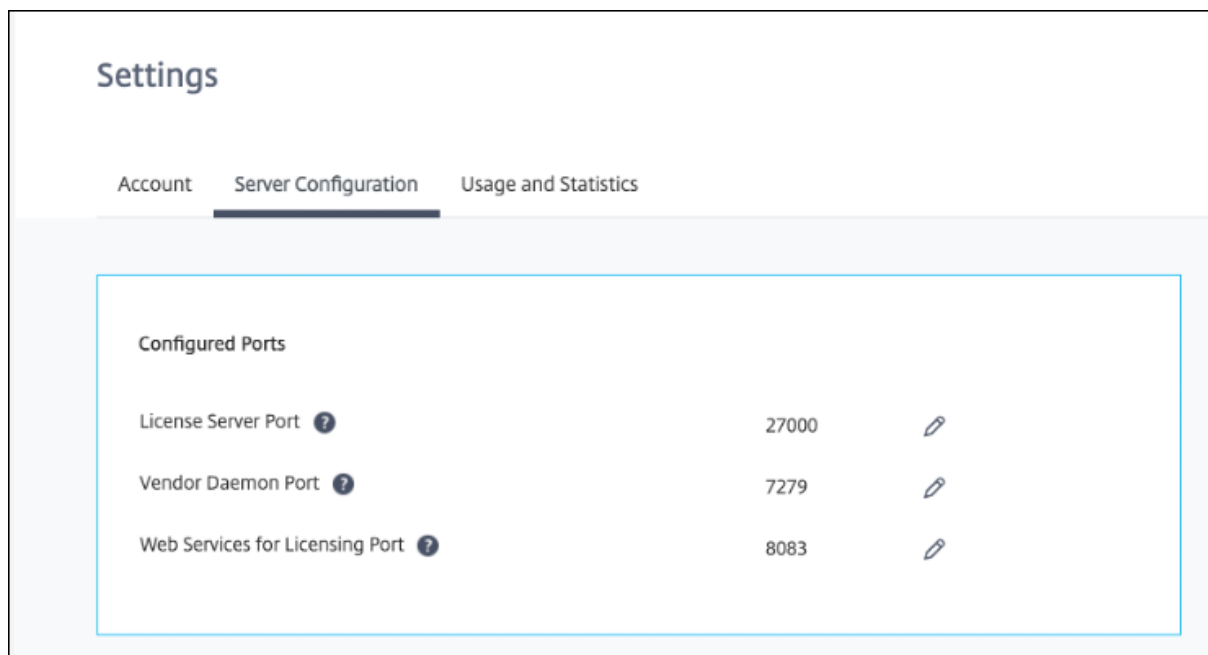 Settings
Account Server Configuration Usage and Statistics
Configured Ports
License Server Port ? 27000
Vendor Daemon Port ? 7279
Web Services for Licensing Port ? 8083